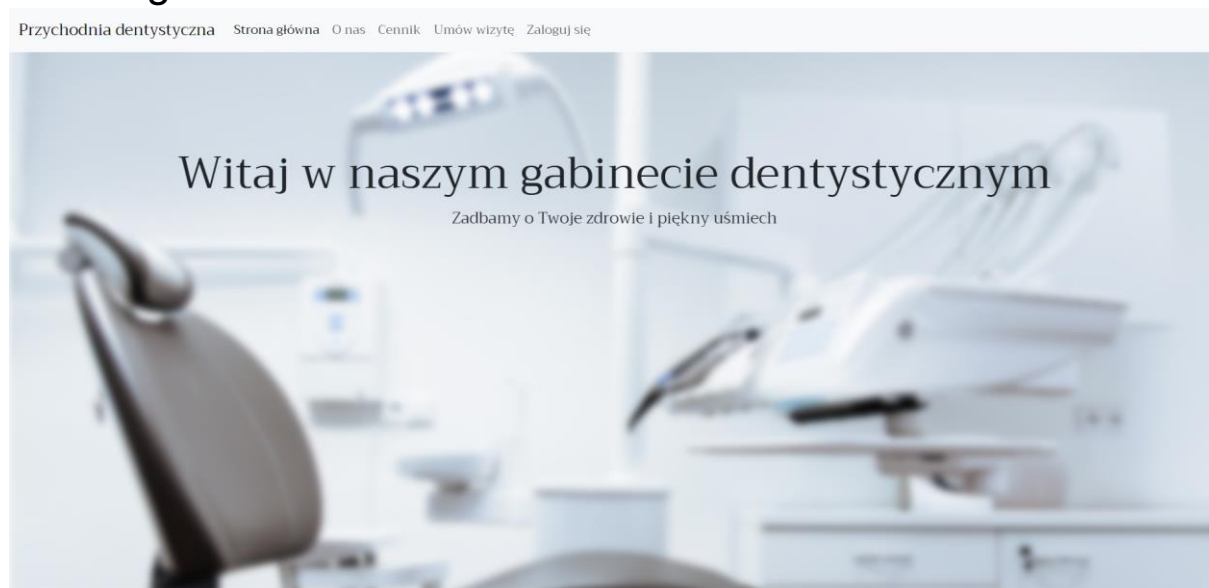 Przychodnia dentystyczna Strona główna O nas Cennik Umów wizytę Zaloguj się
Witaj w naszym gabinecie dentystycznym
Zadbamy o Twoje zdrowie i piękny uśmiech